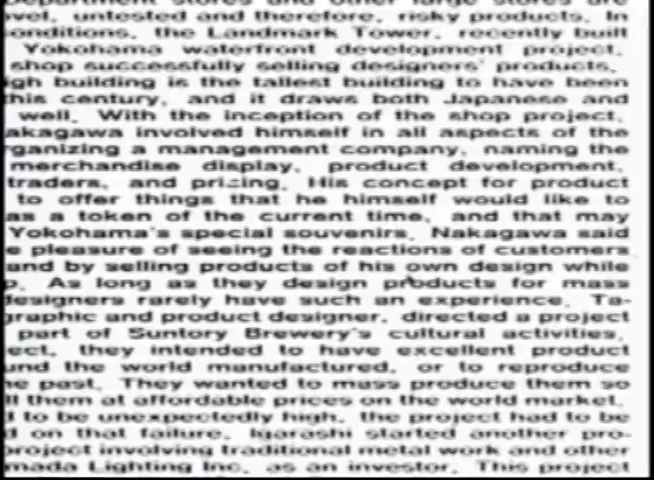 Department stores and other large stores are
novel, untested and therefore, risky products. In
conditions, the Landmark Tower, recently built
Yokohama waterfront development project,
shop successfully selling designers' products.
igh building is the tallest building to have been
this century, and it draws both Japanese and
well. With the inception of the shop project,
akagawa involved himself in all aspects of the
rganizing a management company, naming the
merchandise display, product development,
traders, and pricing. His concept for product
to offer things that he himself would like to
as a token of the current time, and that may
Yokohama's special souvenirs. Nakagawa said
e pleasure of seeing the reactions of customers
and by selling products of his own design while
p. As long as they design products for mass
designers rarely have such an experience. Ta-
graphic and product designer, directed a project
part of Suntory Brewery's cultural activities.
ect, they intended to have excellent product
und the world manufactured, or to reproduce
he past. They wanted to mass produce them so
ll them at affordable prices on the world market.
d to be unexpectedly high, the project had to be
d on that failure, Igarashi started another pro-
project involving traditional metal work and other
mada Lighting Inc. as an investor. This project